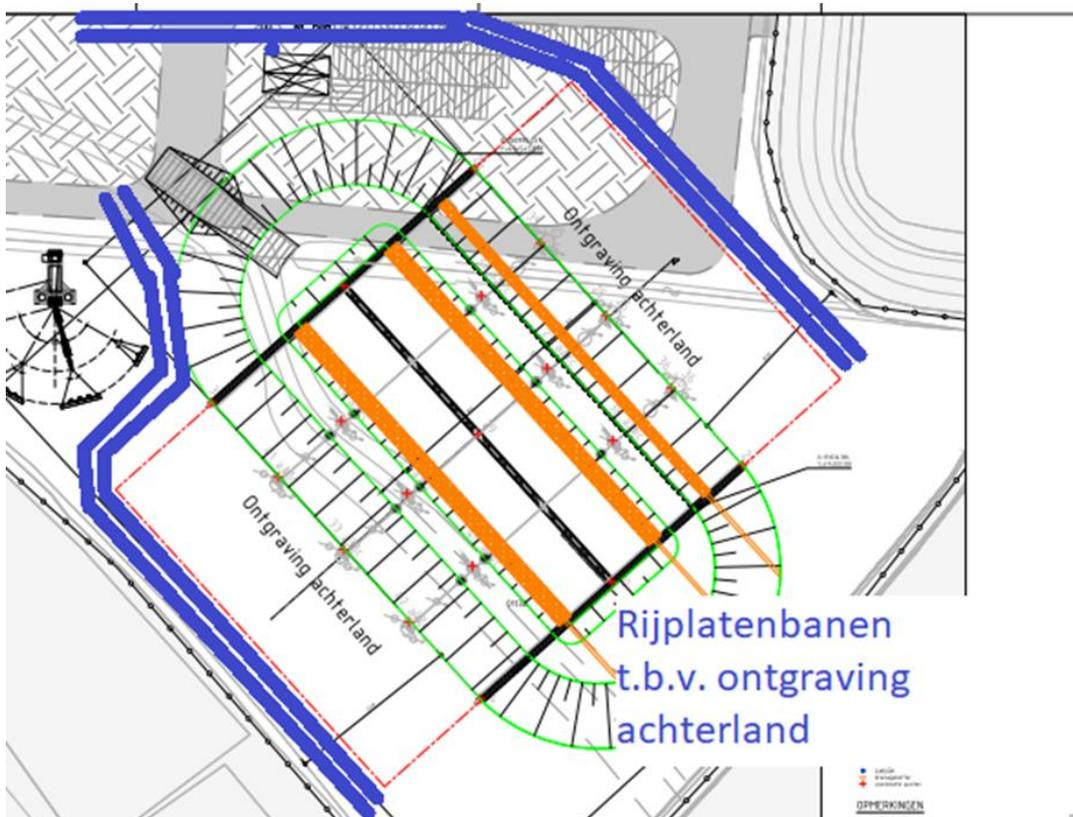 Ontgraving achterland
Ontgraving achterland
Rijplatenbanen
t.b.v. ontgraving
achterland
OPMERKINGEN